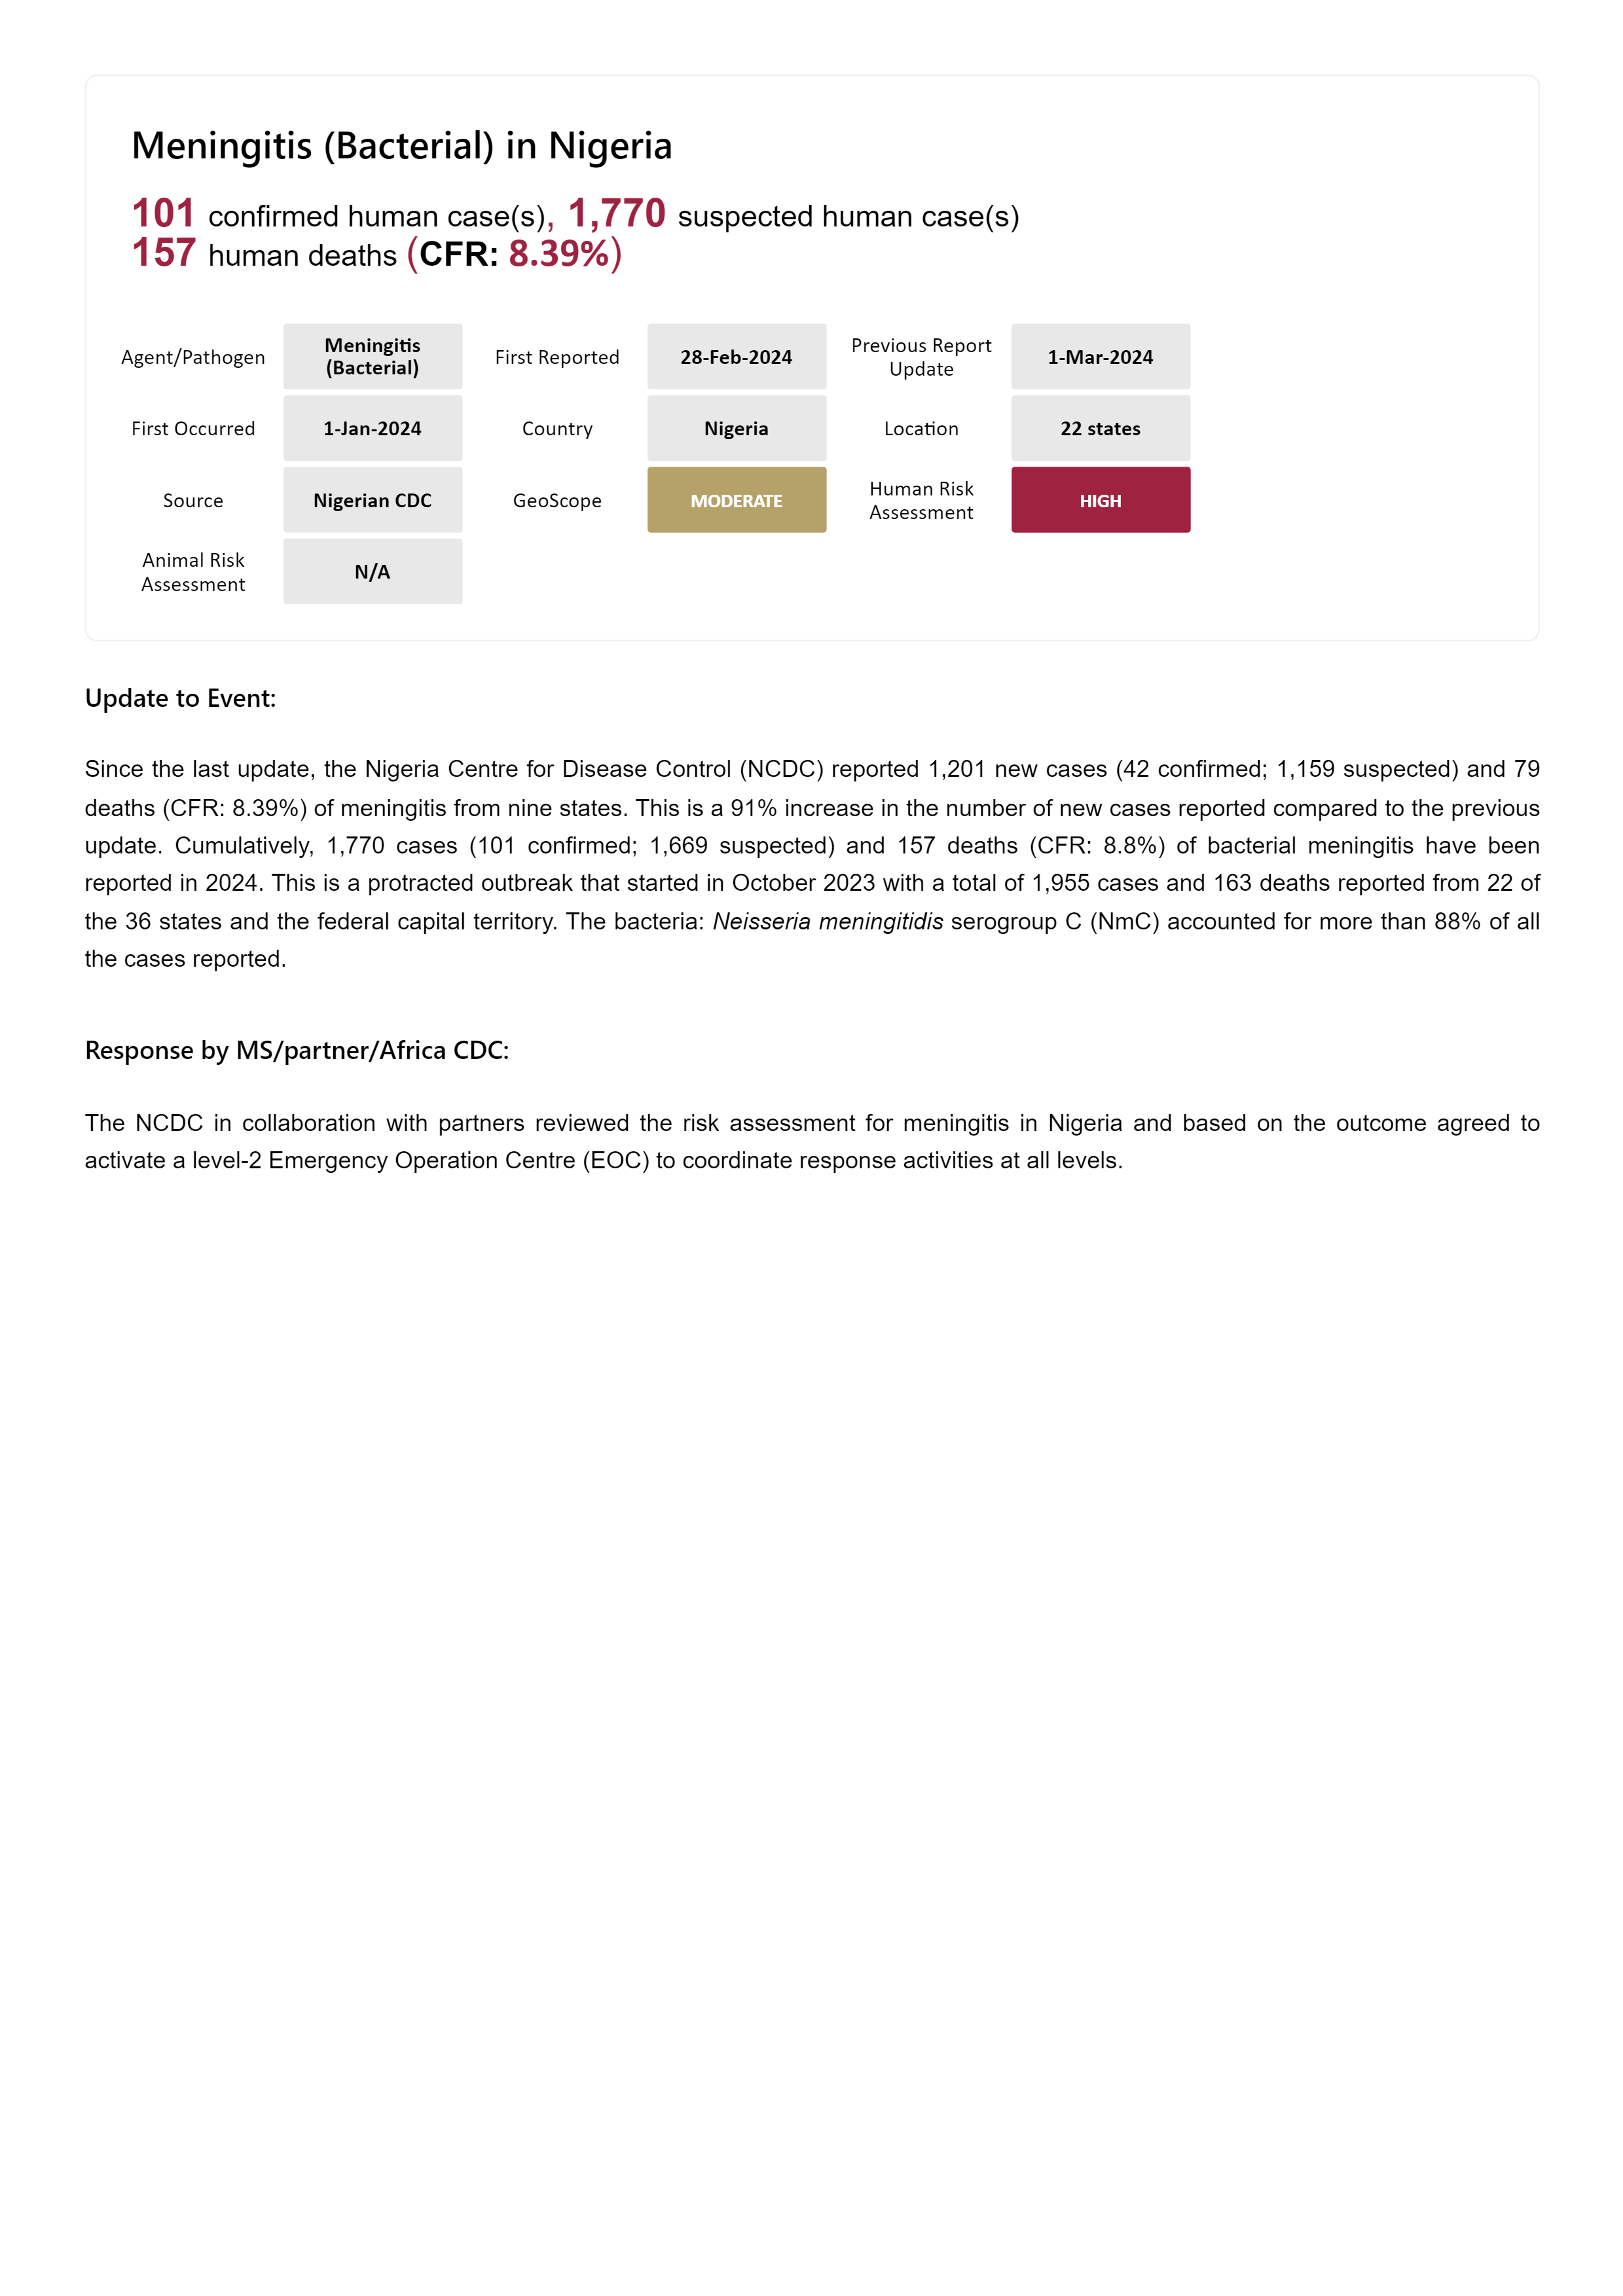 Meningitis (Bacterial) in Nigeria
101 confirmed human case(s), 1,770 suspected human case(s)
157 human deaths (CFR: 8.39%)
Agent/Pathogen
Meningitis
(Bacterial)
First Reported
28-Feb-2024
Previous Report
Update
1-Mar-2024
First Occurred
1-Jan-2024
Country
Nigeria
Location
22 states
Source
Nigerian CDC
GeoScope
MODERATE
Human Risk
Assessment
HIGH
Animal Risk
Assessment
N/A
Update to Event:
Since the last update, the Nigeria Centre for Disease Control (NCDC) reported 1,201 new cases (42 confirmed; 1,159 suspected) and 79
deaths (CFR: 8.39%) of meningitis from nine states. This is a 91% increase in the number of new cases reported compared to the previous
update. Cumulatively, 1,770 cases (101 confirmed; 1,669 suspected) and 157 deaths (CFR: 8.8%) of bacterial meningitis have been
reported in 2024. This is a protracted outbreak that started in October 2023 with a total of 1,955 cases and 163 deaths reported from 22 of
the 36 states and the federal capital territory. The bacteria: Neisseria meningitidis serogroup C (NmC) accounted for more than 88% of all
the cases reported.
Response by MS/partner/Africa CDC:
The NCDC in collaboration with partners reviewed the risk assessment for meningitis in Nigeria and based on the outcome agreed to
activate a level-2 Emergency Operation Centre (EOC) to coordinate response activities at all levels.